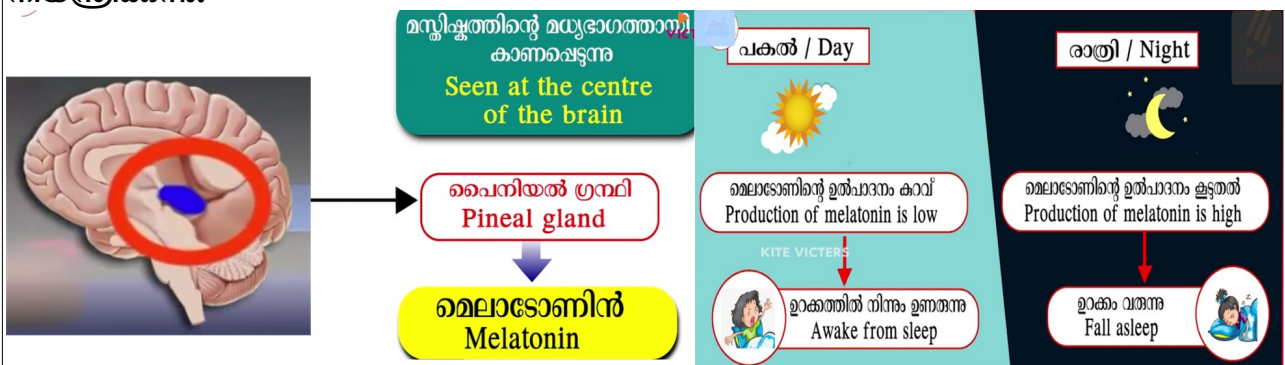 മസ്തിഷ്കത്തിന്റെ മധ്യഭാഗത്തായി
കാണപ്പെടുന്നു
Seen at the centre
of the brain
പൈനിയൽ ഗ്രന്ഥി
Pineal gland
മെലാടോണിൻ
Melatonin
പകൽ / Day
മെലാടോണിന്റെ ഉൽപാദനം കുറവ്
Production of melatonin is low
KITE VICTERS
ഉറക്കത്തിൽ നിന്നും ഉണരുന്നു
Awake from sleep
രാത്രി / Night
മെലാടോണിന്റെ ഉൽപാദനം കൂടുതൽ
Production of melatonin is high
ഉറക്കം വരുന്നു
Fall asleep